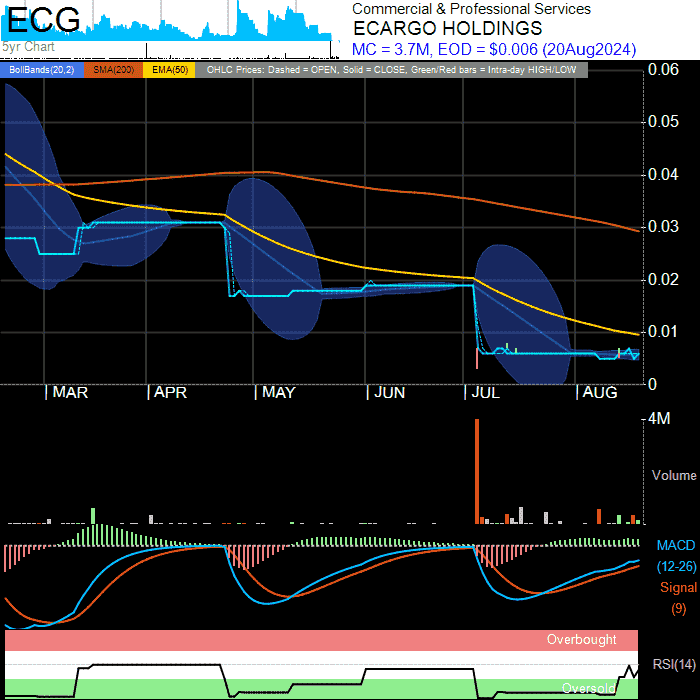 ECG
5yr Chart
Commercial & Professional Services
ECARGO HOLDINGS
MC = 3.7M, EOD = $0.006 (20Aug2024)
BollBands(20,2) SMA(200) EMA(50) OHLC Prices: Dashed = OPEN, Solid = CLOSE, Green/Red bars = Intra-day HIGH/LOW
0.06
0.05
0.04
0.03
0.02
0.01
0
MAR APR MAY JUN JUL AUG
4M
Volume
MACD
(12-26)
Signal
(9)
Overbought
RSI(14)
Oversold